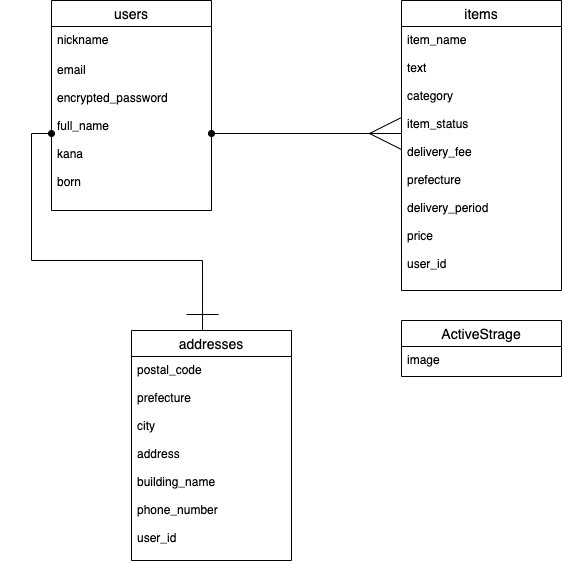 users
nickname
email
encrypted_password
full_name
kana
born
items
item_name
text
category
item_status
delivery_fee
prefecture
delivery_period
price
user_id
ActiveStrage
image
addresses
postal_code
prefecture
city
address
building_name
phone_number
user_id